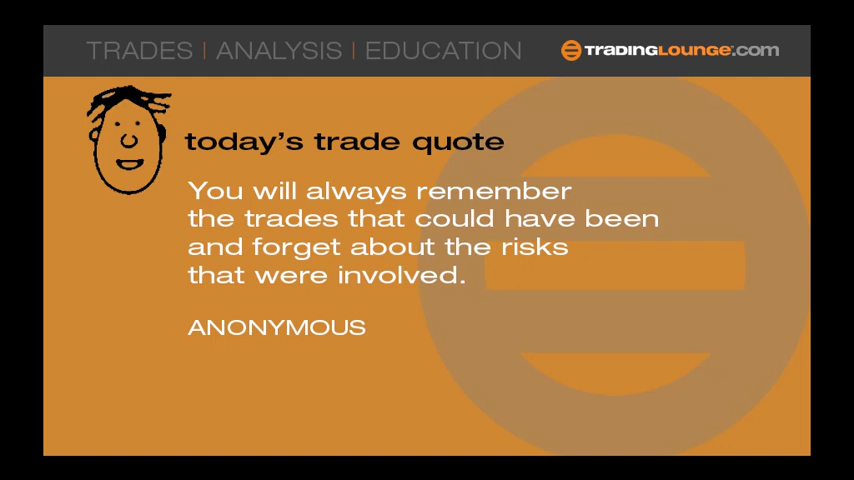 TRADES | ANALYSIS | EDUCATION
TRADINGLOUNGE.com
today's trade quote
You will always remember
the trades that could have been
and forget about the risks
that were involved.
ANONYMOUS